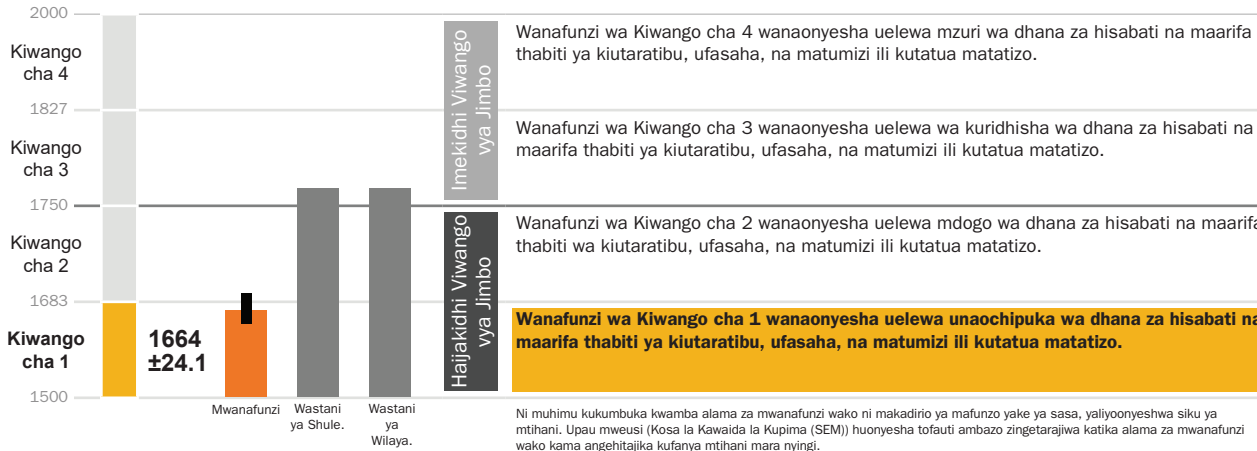 2000
Kiwango
cha 4
1827
Kiwango
cha 3
1750
Kiwango
cha 2
1683
Kiwango
cha 1
1500
1664
±24.1
Mwanafunzi
Wastani
ya Shule.
Wastani
ya
Wilaya.
Imekidhi Viwango
vya Jimbo
Haijakidhi Viwango
vya Jimbo
Wanafunzi wa Kiwango cha 4 wanaonyesha uelewa mzuri wa dhana za hisabati na maarifa
thabiti ya kiutaratibu, ufasaha, na matumizi ili kutatua matatizo.
Wanafunzi wa Kiwango cha 3 wanaonyesha uelewa wa kuridhisha wa dhana za hisabati na
maarifa thabiti ya kiutaratibu, ufasaha, na matumizi ili kutatua matatizo.
Wanafunzi wa Kiwango cha 2 wanaonyesha uelewa mdogo wa dhana za hisabati na maarifa
thabiti wa kiutaratibu, ufasaha, na matumizi ili kutatua matatizo.
Wanafunzi wa Kiwango cha 1 wanaonyesha uelewa unaochipuka wa dhana za hisabati na
maarifa thabiti ya kiutaratibu, ufasaha, na matumizi ili kutatua matatizo.
Ni muhimu kukumbuka kwamba alama za mwanafunzi wako ni makadirio ya mafunzo yake ya sasa, yaliyoonyeshwa siku ya
mtihani. Upau mweusi (Kosa la Kawaida la Kupima (SEM)) huonyesha tofauti ambazo zingetarajiwa katika alama za mwanafunzi
wako kama angehitajika kufanya mtihani mara nyingi.